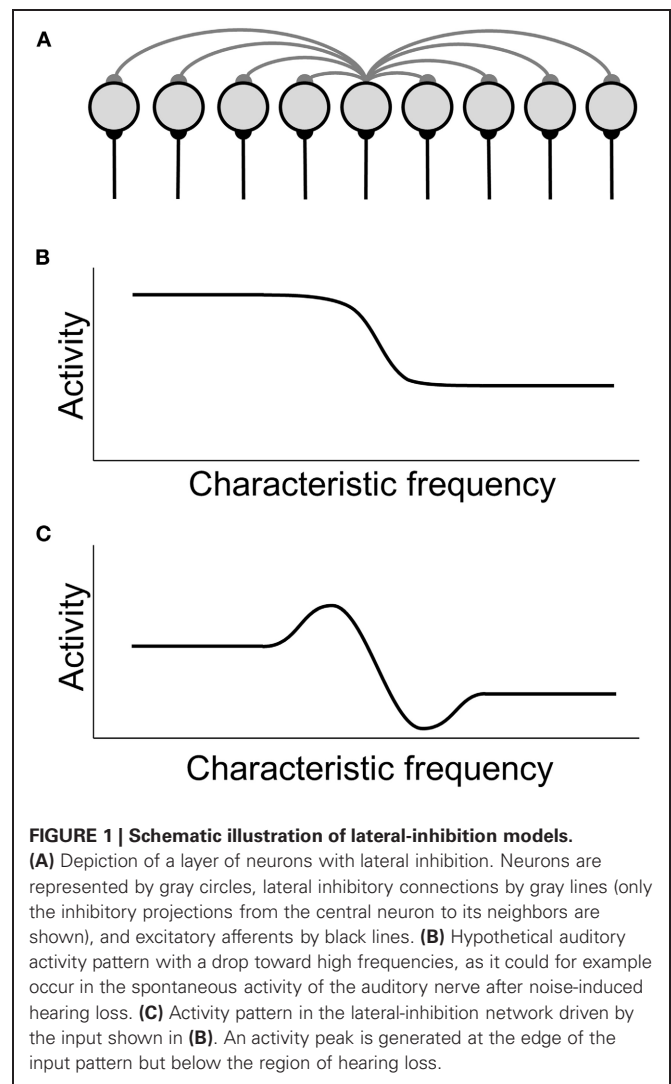 A
B
Activity
Characteristic frequency
C
Activity
Characteristic frequency
FIGURE 1 | Schematic illustration of lateral-inhibition models.
(A) Depiction of a layer of neurons with lateral inhibition. Neurons are
represented by gray circles, lateral inhibitory connections by gray lines (only
the inhibitory projections from the central neuron to its neighbors are
shown), and excitatory afferents by black lines. (B) Hypothetical auditory
activity pattern with a drop toward high frequencies, as it could for example
occur in the spontaneous activity of the auditory nerve after noise-induced
hearing loss. (C) Activity pattern in the lateral-inhibition network driven by
the input shown in (B). An activity peak is generated at the edge of the
input pattern but below the region of hearing loss.